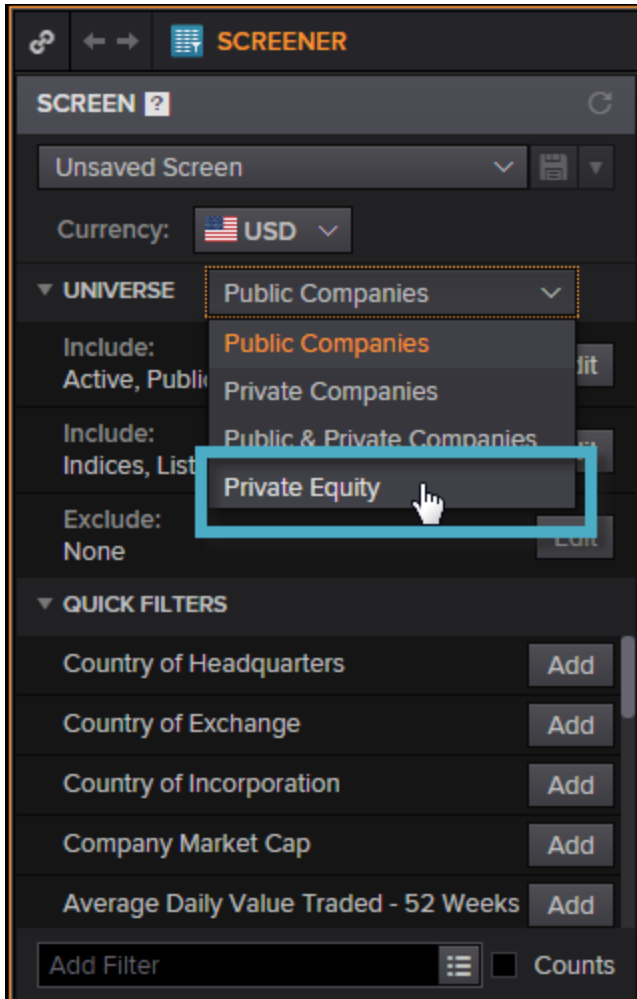 SCREENER
SCREEN ?
Unsaved Screen
Currency: USD
UNIVERSE Public Companies
Public Companies
Include:
Active, Public
Private Companies
Include:
Public & Private Companies
Indices, List
Private Equity
Exclude:
None
Edit
QUICK FILTERS
Country of Headquarters Add
Country of Exchange Add
Country of Incorporation Add
Company Market Cap Add
Average Daily Value Traded - 52 Weeks Add
Add Filter Counts